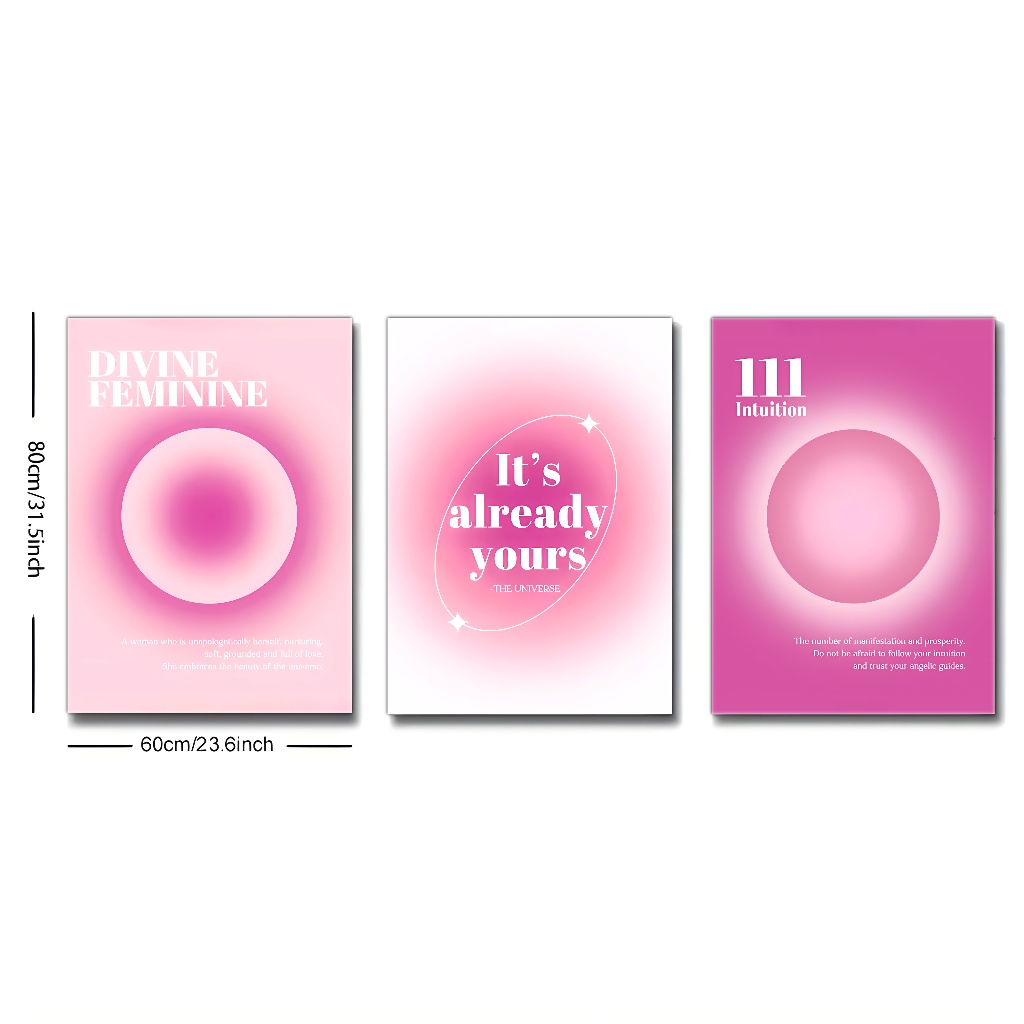 80cm/31.5inch
DIVINE
FEMININE
A woman who is unapologetically herself, nurturing,
soft, grounded and full of love.
She embraces the beauty of the universe.
60cm/23.6inch
It's
already
yours
-THE UNIVERSE
111
Intuition
The number of manifestation and prosperity.
Do not be afraid to follow your intuition
and trust your angelic guides.